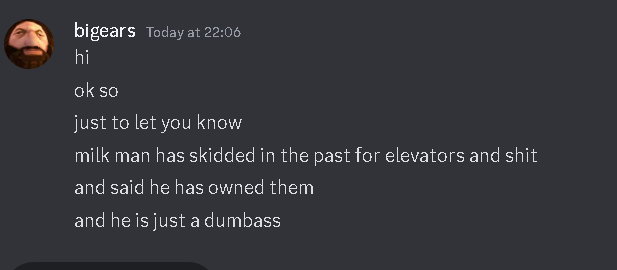 bigears Today at 22:06
hi
ok so
just to let you know
milk man has skidded in the past for elevators and shit
and said he has owned them
and he is just a dumbass